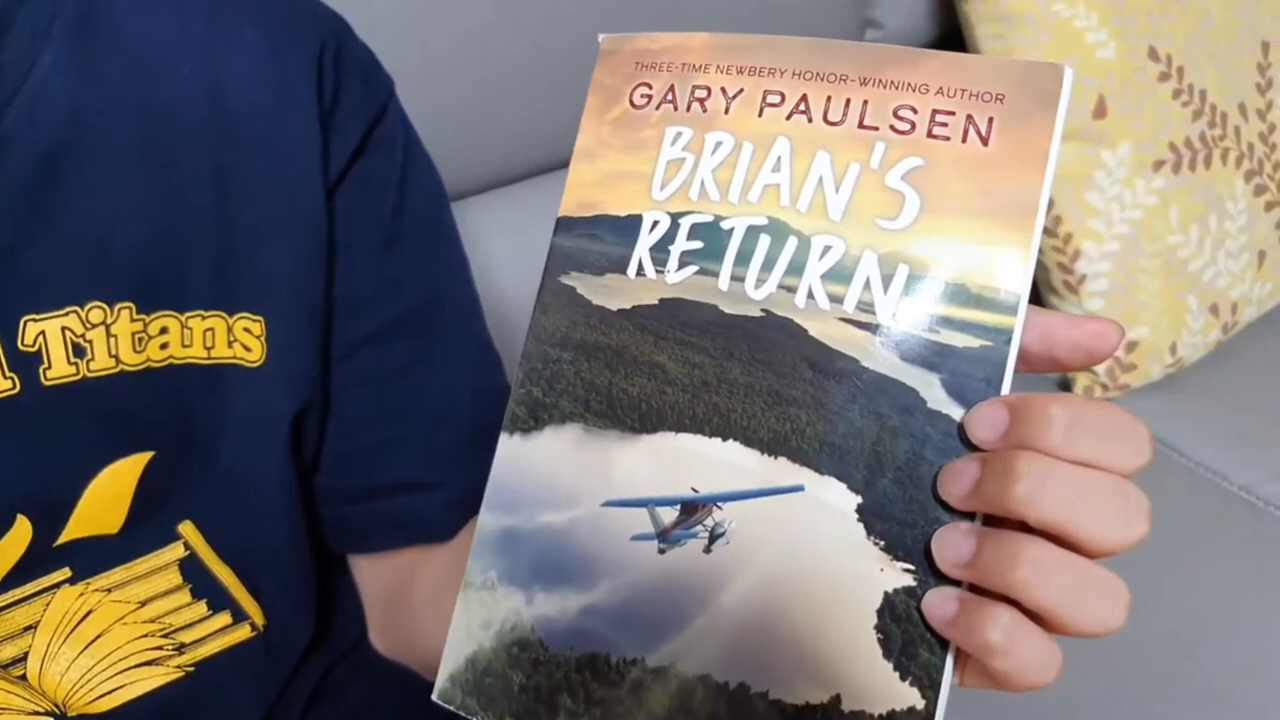 THREE-TIME NEWBERY HONOR-WINNING AUTHOR
GARY PAULSEN
BRIAN'S
RETURN
Titans